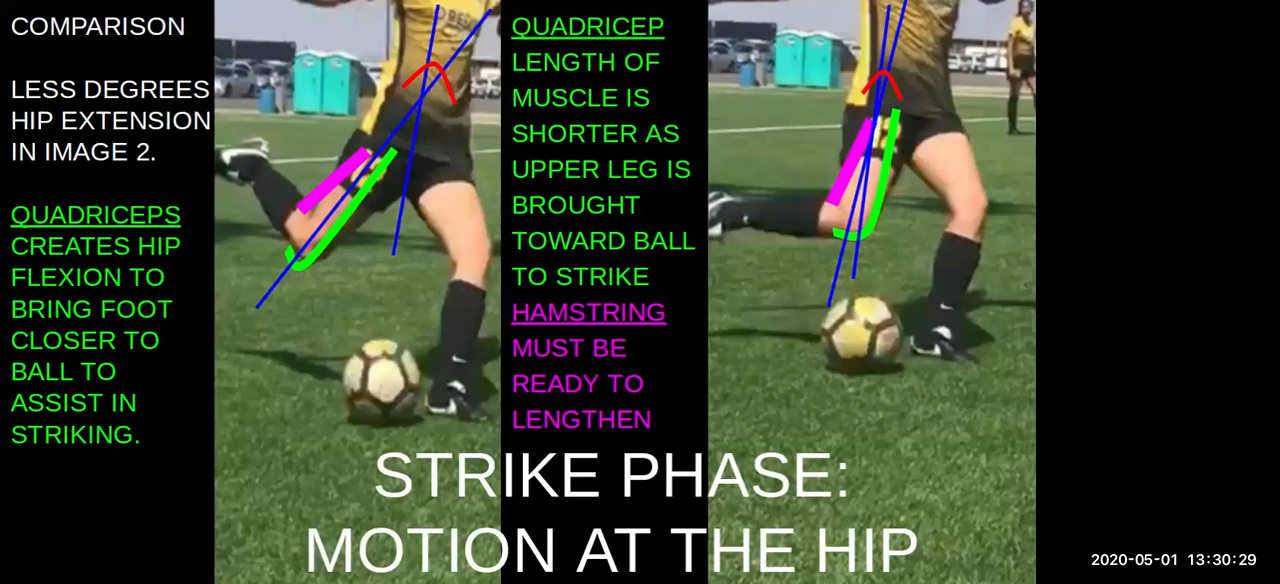 COMPARISON
LESS DEGREES
HIP EXTENSION
IN IMAGE 2.
QUADRICEPS
CREATES HIP
FLEXION TO
BRING FOOT
CLOSER TO
BALL TO
ASSIST IN
STRIKING.
QUADRICEP
LENGTH OF
MUSCLE IS
SHORTER AS
UPPER LEG IS
BROUGHT
TOWARD BALL
TO STRIKE
HAMSTRING
MUST BE
READY TO
LENGTHEN
STRIKE PHASE:
MOTION AT THE HIP
2020-05-01 13:30:29